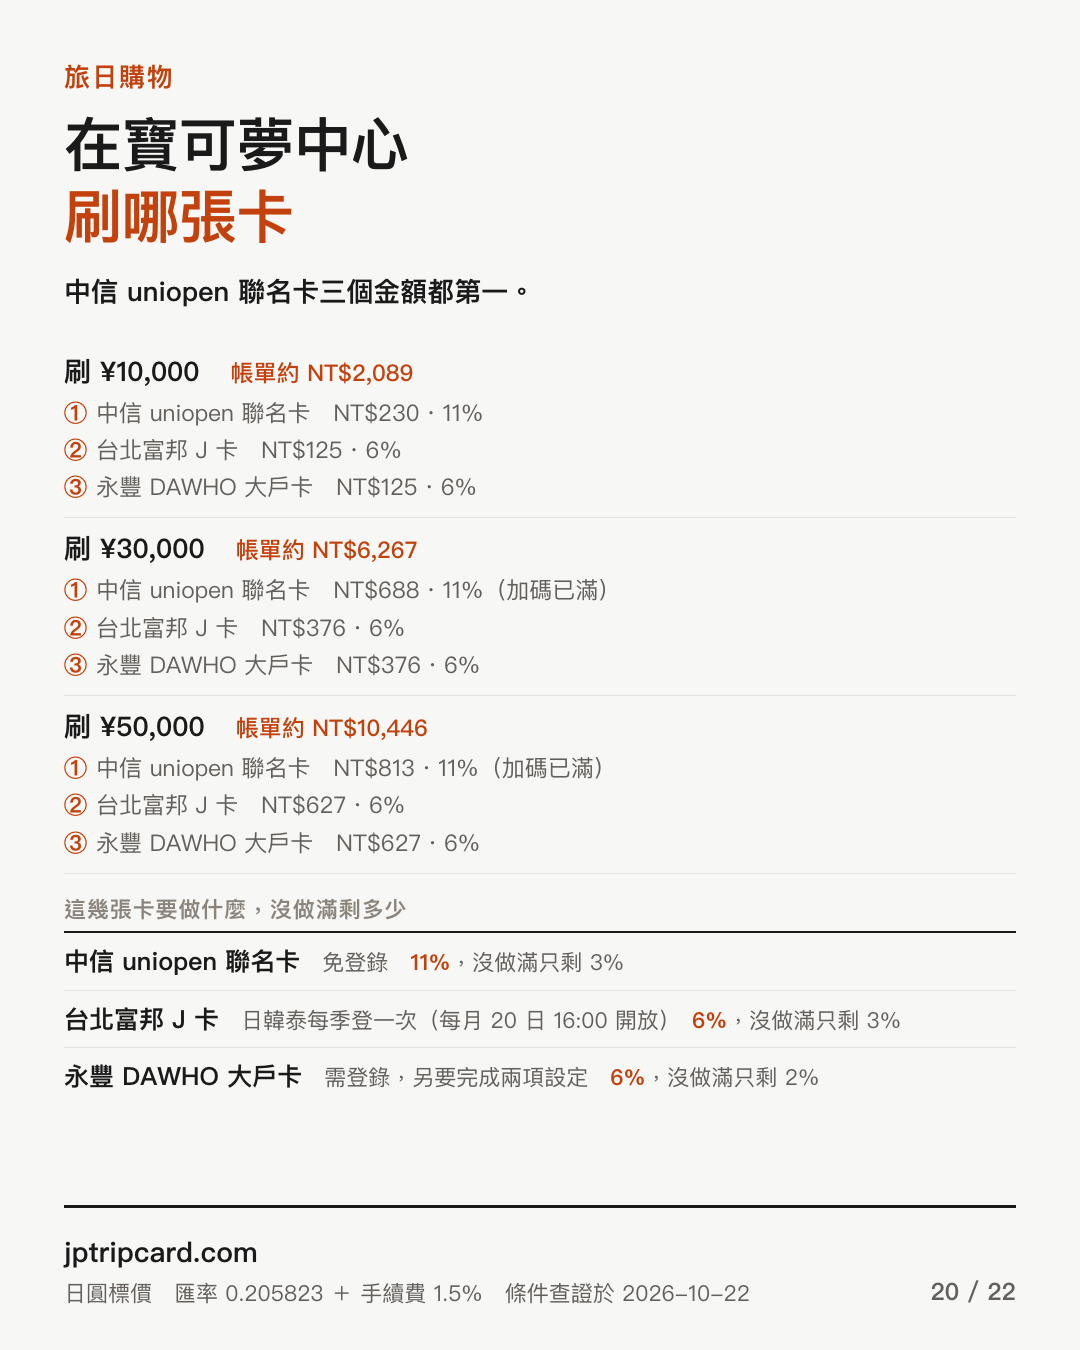 旅日購物
在寶可夢中心
刷哪張卡
中信 uniopen 聯名卡三個金額都第一。
刷 ¥10,000 帳單約 NT$2,089
① 中信 uniopen 聯名卡 NT$230 · 11%
② 台北富邦 J 卡 NT$125 · 6%
③ 永豐 DAWHO 大戶卡 NT$125 · 6%
刷 ¥30,000 帳單約 NT$6,267
① 中信 uniopen 聯名卡 NT$688 · 11%（加碼已滿）
② 台北富邦 J 卡 NT$376 · 6%
③ 永豐 DAWHO 大戶卡 NT$376 · 6%
刷 ¥50,000 帳單約 NT$10,446
① 中信 uniopen 聯名卡 NT$813 · 11%（加碼已滿）
② 台北富邦 J 卡 NT$627 · 6%
③ 永豐 DAWHO 大戶卡 NT$627 · 6%
這幾張卡要做什麼，沒做滿剩多少
中信 uniopen 聯名卡 免登錄 11%，沒做滿只剩 3%
台北富邦 J 卡 日韓泰每季登一次（每月 20 日 16:00 開放） 6%，沒做滿只剩 3%
永豐 DAWHO 大戶卡 需登錄，另要完成兩項設定 6%，沒做滿只剩 2%
jptripcard.com
日圓標價 匯率 0.205823 ＋ 手續費 1.5% 條件查證於 2026-10-22
20 / 22